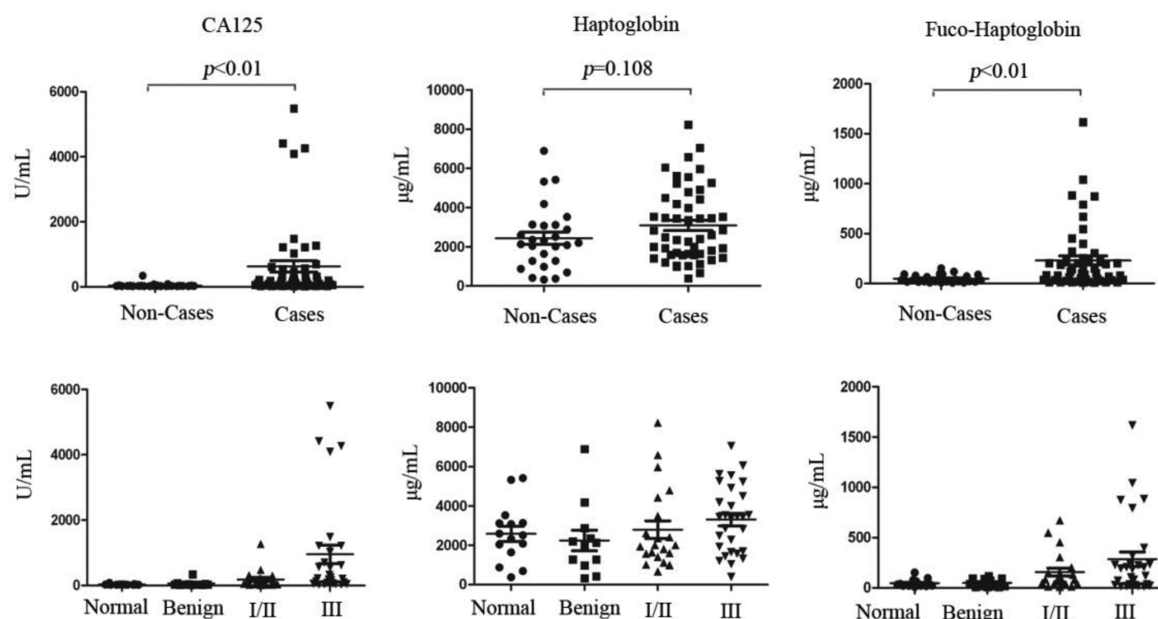 CA125
Haptoglobin
Fuco-Haptoglobin
p<0.01
p=0.108
p<0.01
U/mL
6000
4000
2000
0
Non-Cases
Cases
µg/mL
10000
8000
6000
4000
2000
0
Non-Cases
Cases
µg/mL
2000
1500
1000
500
0
Non-Cases
Cases
U/mL
6000
4000
2000
0
Normal
Benign
I/II
III
µg/mL
10000
8000
6000
4000
2000
0
Normal
Benign
I/II
III
µg/mL
2000
1500
1000
500
0
Normal
Benign
I/II
III